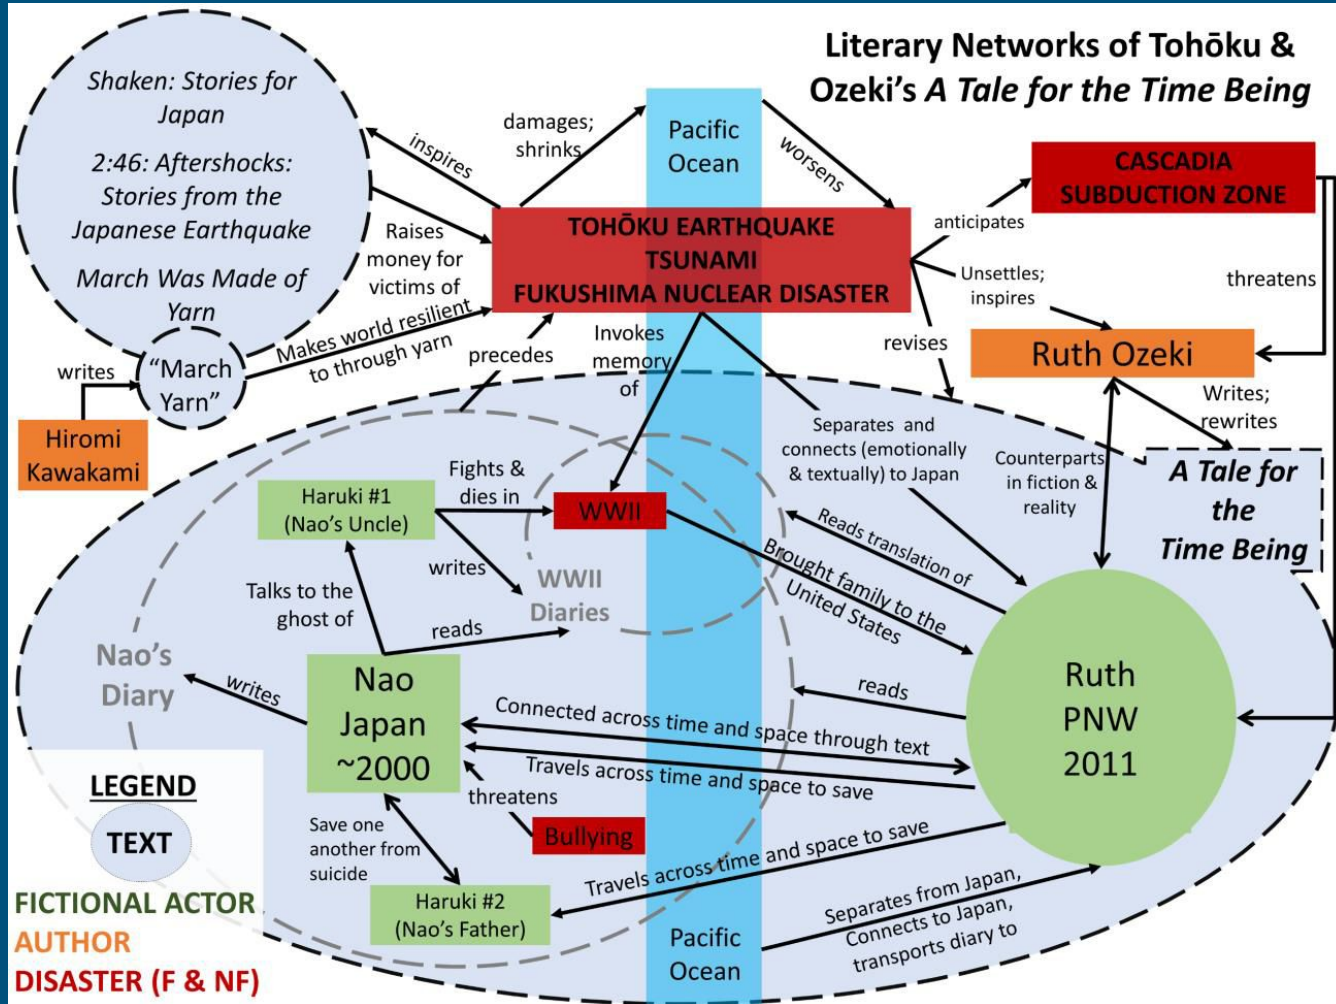 Literary Networks of Tohōku &
Ozeki's A Tale for the Time Being
Shaken: Stories for
Japan
2:46: Aftershocks:
Stories from the
Japanese Earthquake
March Was Made of
Yarn
"March
Yarn"
writes
Hiromi
Kawakami
inspires
Raises
money for
victims of
Makes world resilient
to through yarn
damages;
shrinks
Pacific
Ocean
worsens
TOHŌKU EARTHQUAKE
TSUNAMI
FUKUSHIMA NUCLEAR DISASTER
anticipates
CASCADIA
SUBDUCTION ZONE
threatens
Unsettles;
inspires
Ruth Ozeki
revises
Writes;
rewrites
A Tale for
the
Time Being
Counterparts
in fiction &
reality
precedes
Invokes
memory
of
Separates and
connects (emotionally
& textually) to Japan
Haruki #1
(Nao's Uncle)
Fights &
dies in
WWII
writes
WWII
Diaries
Reads translation of
Brought family to the
United States
Talks to the
ghost of
reads
Nao's
Diary
writes
Nao
Japan
~2000
reads
Ruth
PNW
2011
Connected across time and space through text
Travels across time and space to save
threatens
Bullying
Save one
another from
suicide
Haruki #2
(Nao's Father)
Travels across time and space to save
Pacific
Ocean
Separates from Japan,
Connects to Japan,
transports diary to
LEGEND
TEXT
FICTIONAL ACTOR
AUTHOR
DISASTER (F & NF)